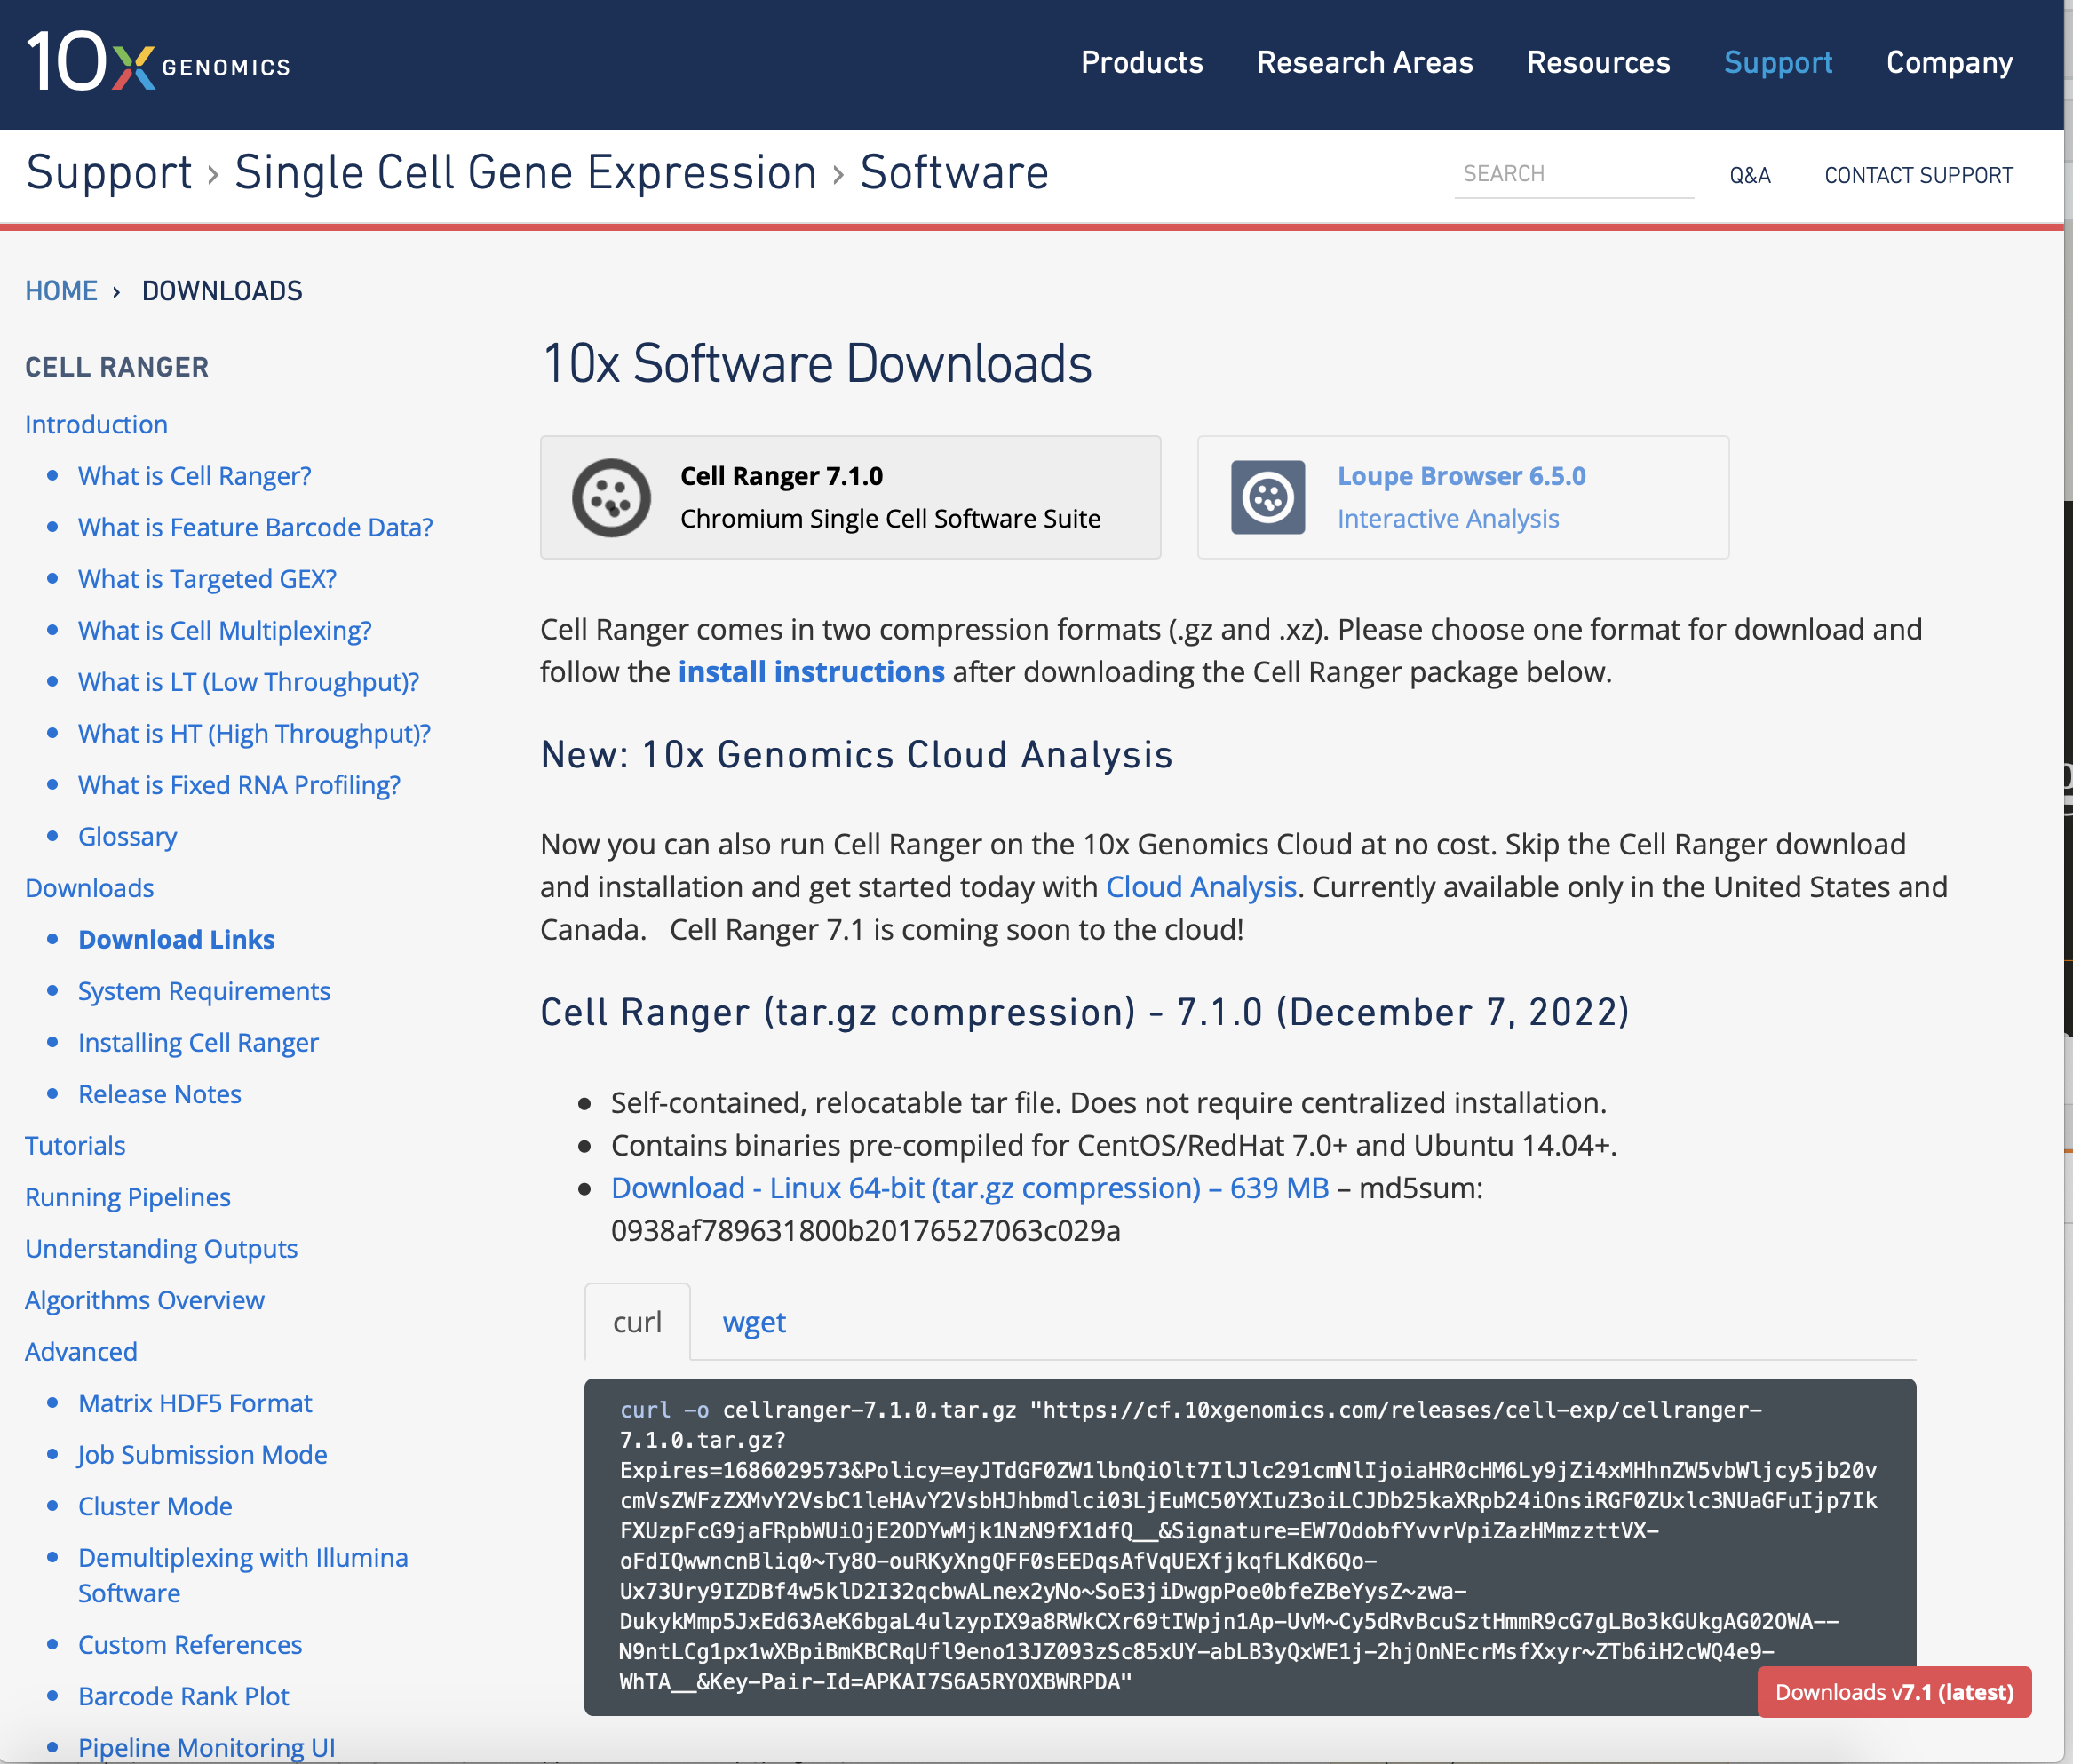 10x GENOMICS
Products Research Areas Resources Support Company
Support › Single Cell Gene Expression › Software
SEARCH Q&A CONTACT SUPPORT
HOME › DOWNLOADS
CELL RANGER
Introduction
What is Cell Ranger?
What is Feature Barcode Data?
What is Targeted GEX?
What is Cell Multiplexing?
What is LT (Low Throughput)?
What is HT (High Throughput)?
What is Fixed RNA Profiling?
Glossary
Downloads
Download Links
System Requirements
Installing Cell Ranger
Release Notes
Tutorials
Running Pipelines
Understanding Outputs
Algorithms Overview
Advanced
Matrix HDF5 Format
Job Submission Mode
Cluster Mode
Demultiplexing with Illumina
Software
Custom References
Barcode Rank Plot
Pipeline Monitoring UI
10x Software Downloads
Cell Ranger 7.1.0
Chromium Single Cell Software Suite
Loupe Browser 6.5.0
Interactive Analysis
Cell Ranger comes in two compression formats (.gz and .xz). Please choose one format for download and
follow the install instructions after downloading the Cell Ranger package below.
New: 10x Genomics Cloud Analysis
Now you can also run Cell Ranger on the 10x Genomics Cloud at no cost. Skip the Cell Ranger download
and installation and get started today with Cloud Analysis. Currently available only in the United States and
Canada.   Cell Ranger 7.1 is coming soon to the cloud!
Cell Ranger (tar.gz compression) - 7.1.0 (December 7, 2022)
Self-contained, relocatable tar file. Does not require centralized installation.
Contains binaries pre-compiled for CentOS/RedHat 7.0+ and Ubuntu 14.04+.
Download - Linux 64-bit (tar.gz compression) – 639 MB – md5sum:
0938af789631800b20176527063c029a
curl wget
curl -o cellranger-7.1.0.tar.gz "https://cf.10xgenomics.com/releases/cell-exp/cellranger-
7.1.0.tar.gz?
Expires=1686029573&Policy=eyJTdGF0ZW1lbnQiOlt7IlJlc291cmNlIjoiaHR0cHM6Ly9jZi4xMHhnZW5vbWljcy5jb20v
cmVsZWFzZXMvY2VsbC1leHAvY2VsbHJhbmdlci03LjEuMC50YXIuZ3oiLCJDb25kaXRpb24iOnsiRGF0ZUxlc3NUaGFuIjp7Ik
FXUzpFcG9jaFRpbWUiOjE2ODYwMjk1NzN9fX1dfQ__&Signature=EW7OdobfYvvrVpiZazHMmzzttVX-
oFdIQwwncnBliq0~Ty8O-ouRKyXngQFF0sEEDqsAfVqUEXfjkqfLKdK6Qo-
Ux73Ury9IZDBf4w5klD2I32qcbwALnex2yNo~SoE3jiDwgpPoe0bfeZBeYysZ~zwa-
DukykMmp5JxEd63AeK6bgaL4ulzypIX9a8RWkCXr69tIWpjn1Ap-UvM~Cy5dRvBcuSztHmmR9cG7gLBo3kGUkgAG02OWA--
N9ntLCg1px1wXBpiBmKBCRqUfl9eno13JZ093zSc85xUY-abLB3yQxWE1j-2hjOnNEcrMsfXxyr~ZTb6iH2cWQ4e9-
WhTA__&Key-Pair-Id=APKAI7S6A5RYOXBWRPDA"
Downloads v7.1 (latest)